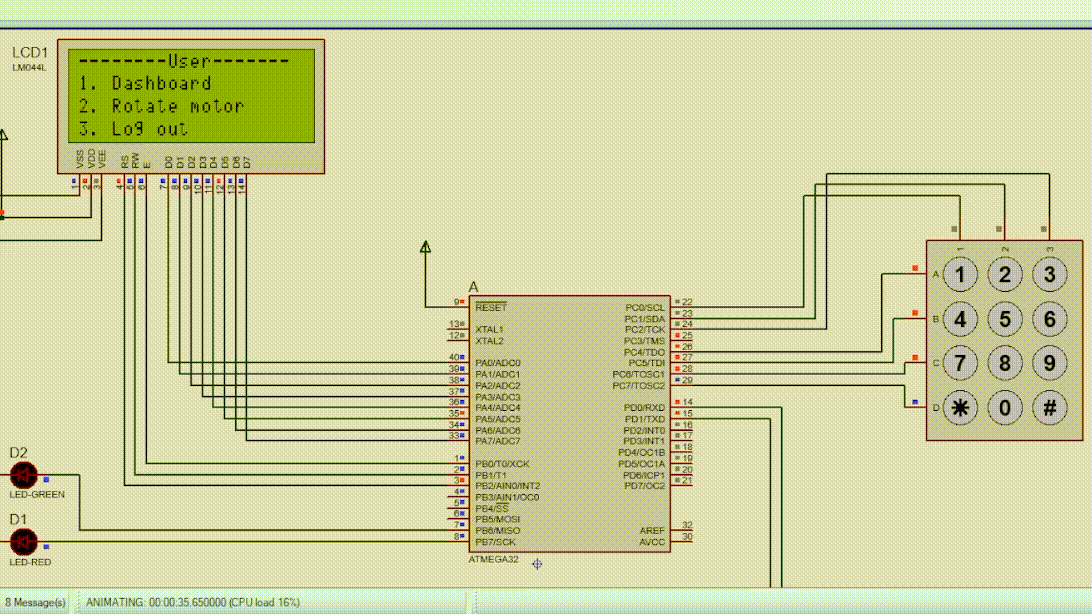 LCD1
LM044L
--------User-------
1. Dashboard
2. Rotate motor
3. Log out
VSS
VDD
VEE
RS
RW
E
D0
D1
D2
D3
D4
D5
D6
D7
1
2
3
4
5
6
7
8
9
10
11
12
13
14
A
9 RESET
13 XTAL1
12 XTAL2
40 PA0/ADC0
39 PA1/ADC1
38 PA2/ADC2
37 PA3/ADC3
36 PA4/ADC4
35 PA5/ADC5
34 PA6/ADC6
33 PA7/ADC7
1 PB0/T0/XCK
2 PB1/T1
3 PB2/AIN0/INT2
4 PB3/AIN1/OC0
5 PB4/SS
6 PB5/MOSI
7 PB6/MISO
8 PB7/SCK
PC0/SCL 22
PC1/SDA 23
PC2/TCK 24
PC3/TMS 25
PC4/TDO 26
PC5/TDI 27
PC6/TOSC1 28
PC7/TOSC2 29
PD0/RXD 14
PD1/TXD 15
PD2/INT0 16
PD3/INT1 17
PD4/OC1B 18
PD5/OC1A 19
PD6/ICP1 20
PD7/OC2 21
AREF 32
AVCC 30
ATMEGA32
1 2 3
A 1 2 3
B 4 5 6
C 7 8 9
D * 0 #
D2
LED-GREEN
D1
LED-RED
8 Message(s)
ANIMATING: 00:00:35.650000 (CPU load 16%)